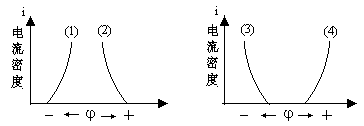 i
电流密度
(1)
(2)
− ← φ → +
i
电流密度
(3)
(4)
− ← φ → +